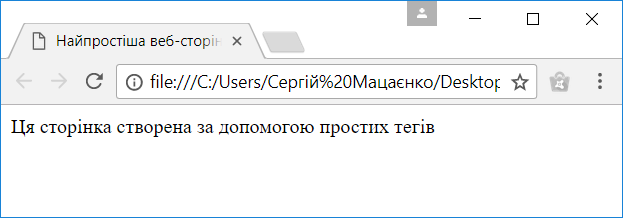 Найпростіша веб-сторін
file:///C:/Users/Сергій%20Мацаєнко/Desktop
Ця сторінка створена за допомогою простих тегів